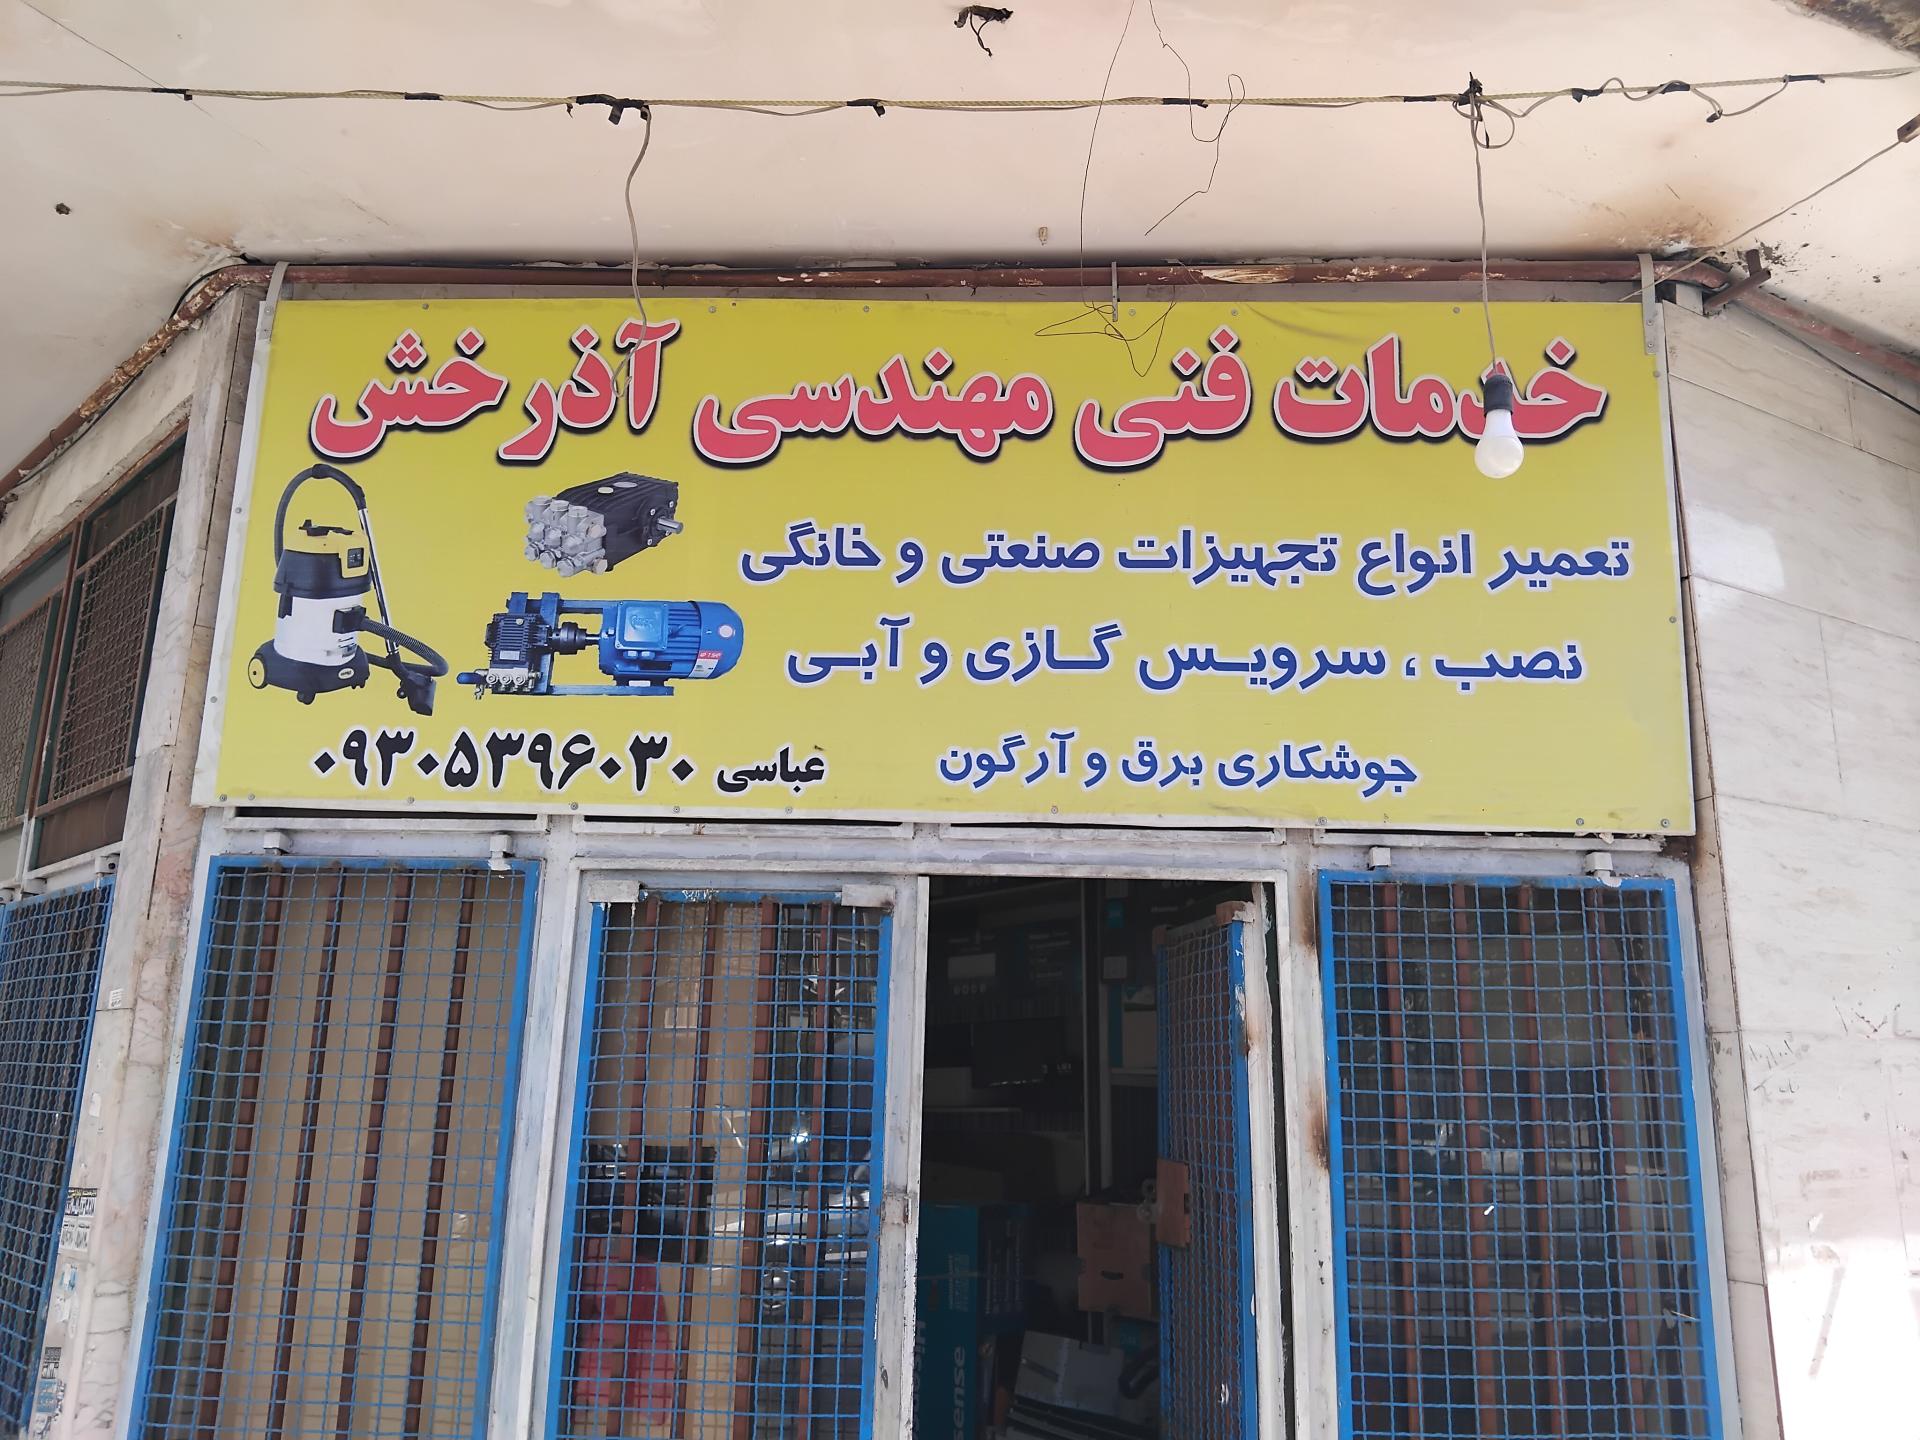 خدمات فنی مهندسی آذرخش
تعمیر انواع تجهیزات صنعتی و خانگی
نصب ، سرویس گازی و آبی
جوشکاری برق و آرگون
عباسی ۰۹۳۰۵۳۹۶۰۳۰